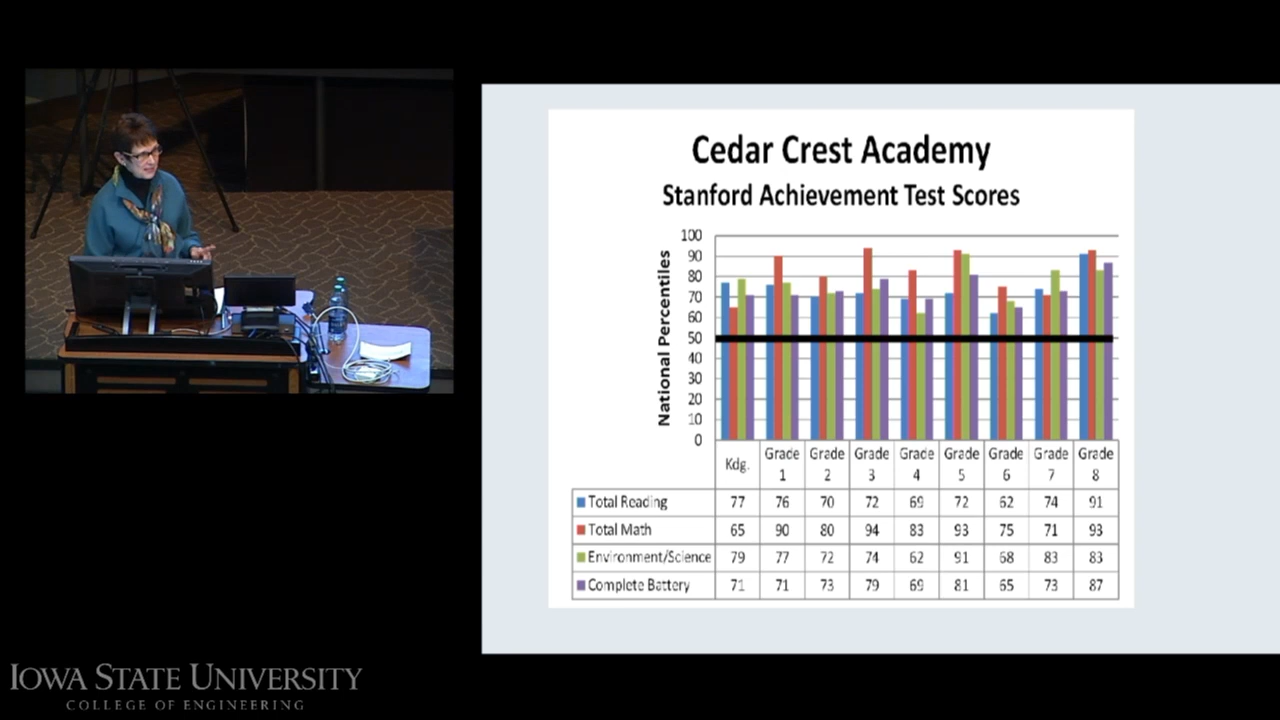 Cedar Crest Academy
Stanford Achievement Test Scores
National Percentiles
100
90
80
70
60
50
40
30
20
10
0
Kdg. Grade 1 Grade 2 Grade 3 Grade 4 Grade 5 Grade 6 Grade 7 Grade 8
Total Reading 77 76 70 72 69 72 62 74 91
Total Math 65 90 80 94 83 93 75 71 93
Environment/Science 79 77 72 74 62 91 68 83 83
Complete Battery 71 71 73 79 69 81 65 73 87
IOWA STATE UNIVERSITY
COLLEGE OF ENGINEERING